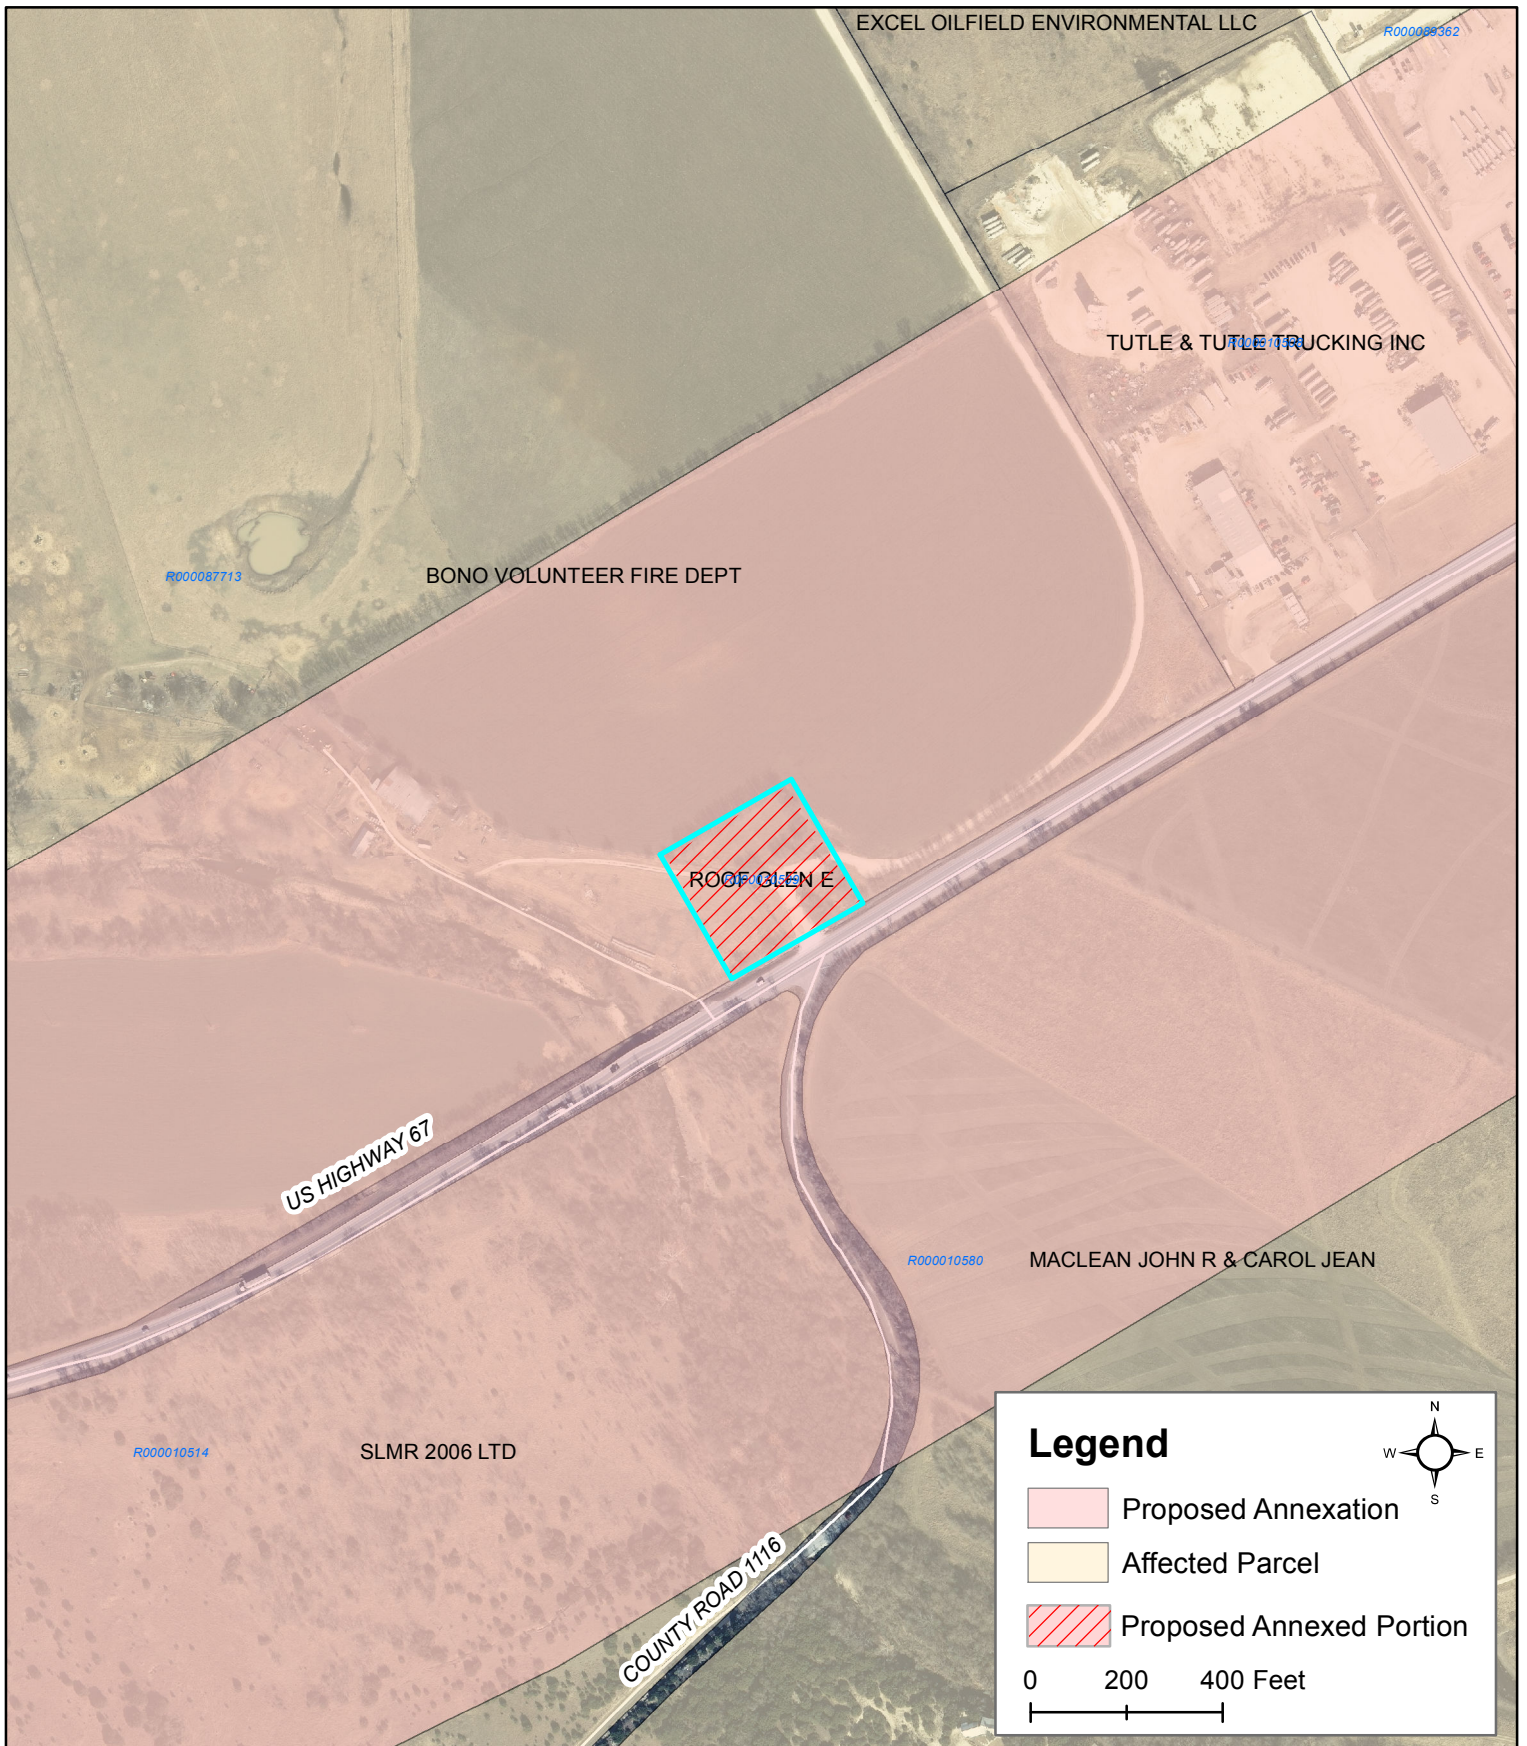 EXCEL OILFIELD ENVIRONMENTAL LLC
R000089362
TUTLE & TUTLE TRUCKING INC
BONO VOLUNTEER FIRE DEPT
R000087713
ROOF GLEN E
US HIGHWAY 67
R000010580
MACLEAN JOHN R & CAROL JEAN
R000010514
SLMR 2006 LTD
COUNTY ROAD 1116
Legend
N
W
E
S
Proposed Annexation
Affected Parcel
Proposed Annexed Portion
0 200 400 Feet